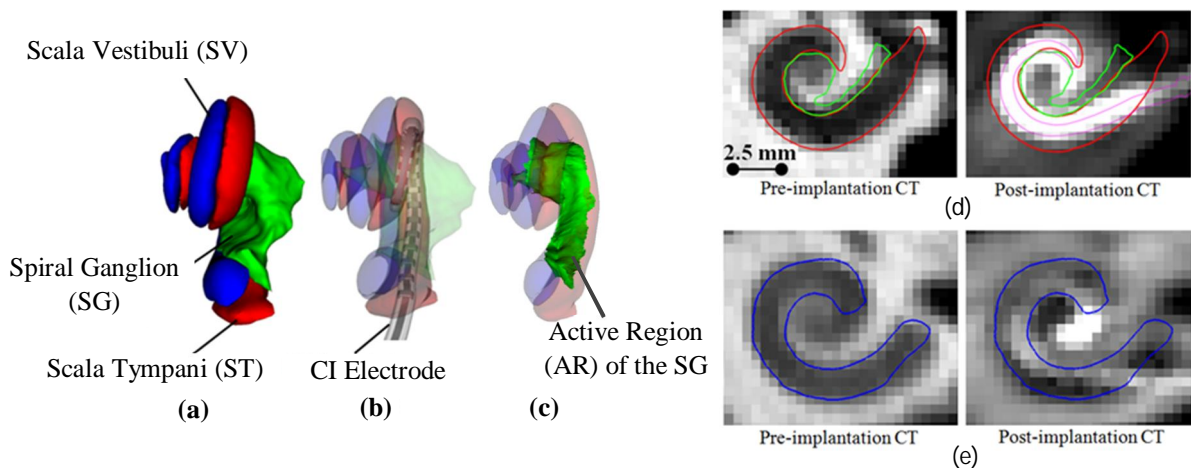 Scala Vestibuli (SV)
Spiral Ganglion
(SG)
Scala Tympani (ST)
CI Electrode
Active Region
(AR) of the SG
(a)
(b)
(c)
2.5 mm
Pre-implantation CT
Post-implantation CT
(d)
Pre-implantation CT
Post-implantation CT
(e)